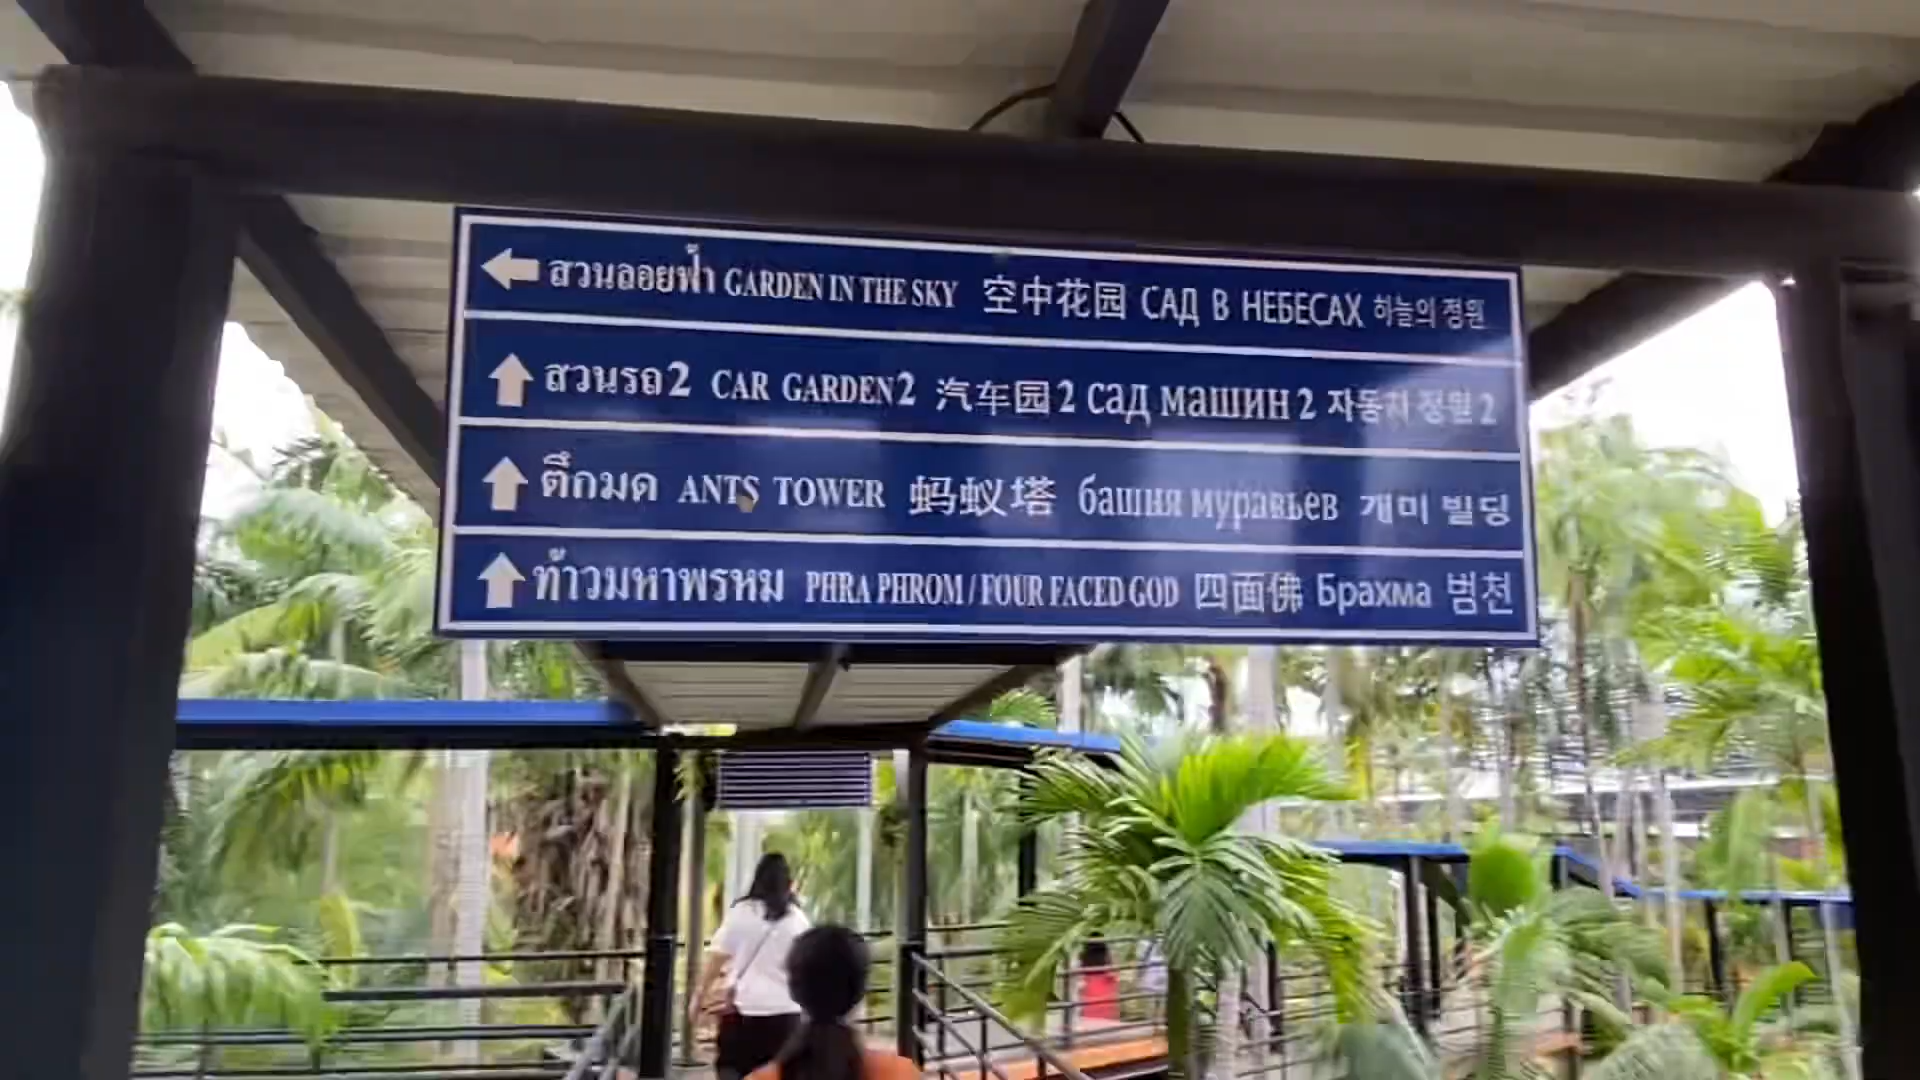 สวนลอยฟ้า GARDEN IN THE SKY 空中花园 САД В НЕБЕСАХ 하늘의 정원
สวนรถ2 CAR GARDEN2 汽车园2 сад машин 2 자동차 정원 2
ตึกมด ANTS TOWER 蚂蚁塔 башня муравьев 개미 빌딩
ท้าวมหาพรหม PHRA PHROM / FOUR FACED GOD 四面佛 Брахма 범천